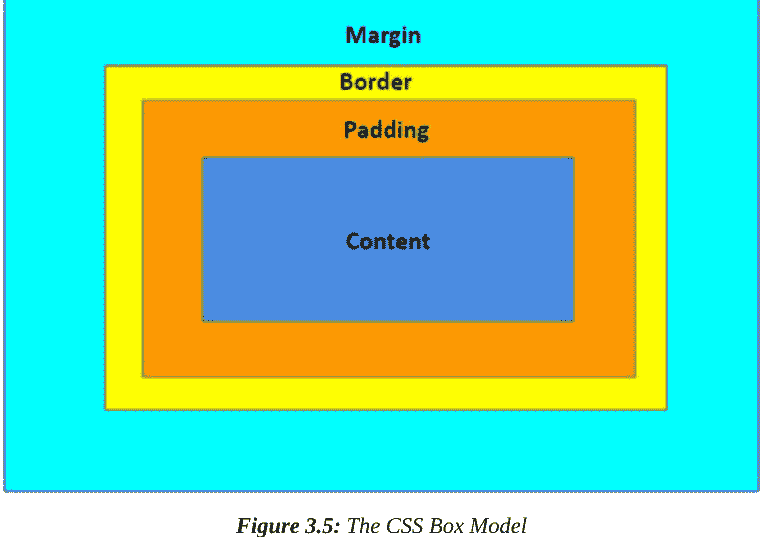 Margin
Border
Padding
Content
Figure 3.5: The CSS Box Model